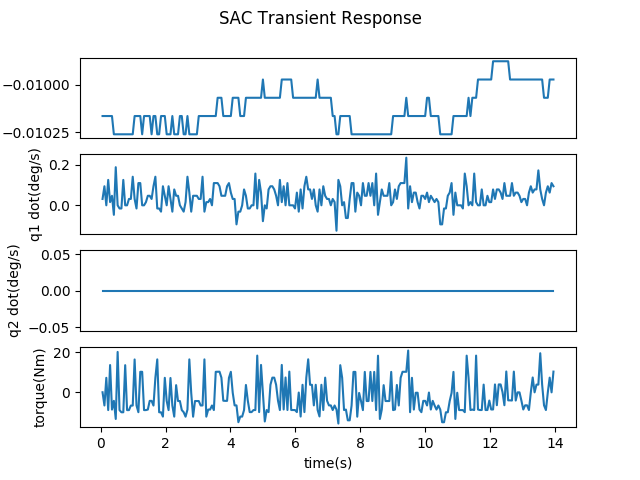 SAC Transient Response
−0.01000
−0.01025
q1 dot(deg/s)
0.2
0.0
q2 dot(deg/s)
0.05
0.00
−0.05
torque(Nm)
20
0
0 2 4 6 8 10 12 14
time(s)